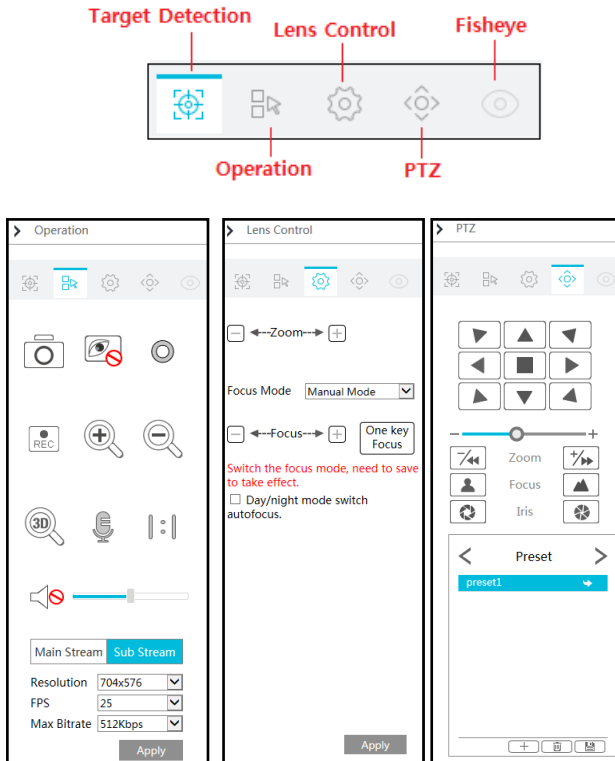 Target Detection
Lens Control
Fisheye
Operation
PTZ
Operation
REC
3D
1:1
Main Stream Sub Stream
Resolution 704x576
FPS 25
Max Bitrate 512Kbps
Apply
Lens Control
Zoom
Focus Mode Manual Mode
Focus One key
Focus
Switch the focus mode, need to save
to take effect.
Day/night mode switch
autofocus.
Apply
PTZ
Zoom
Focus
Iris
Preset
preset1